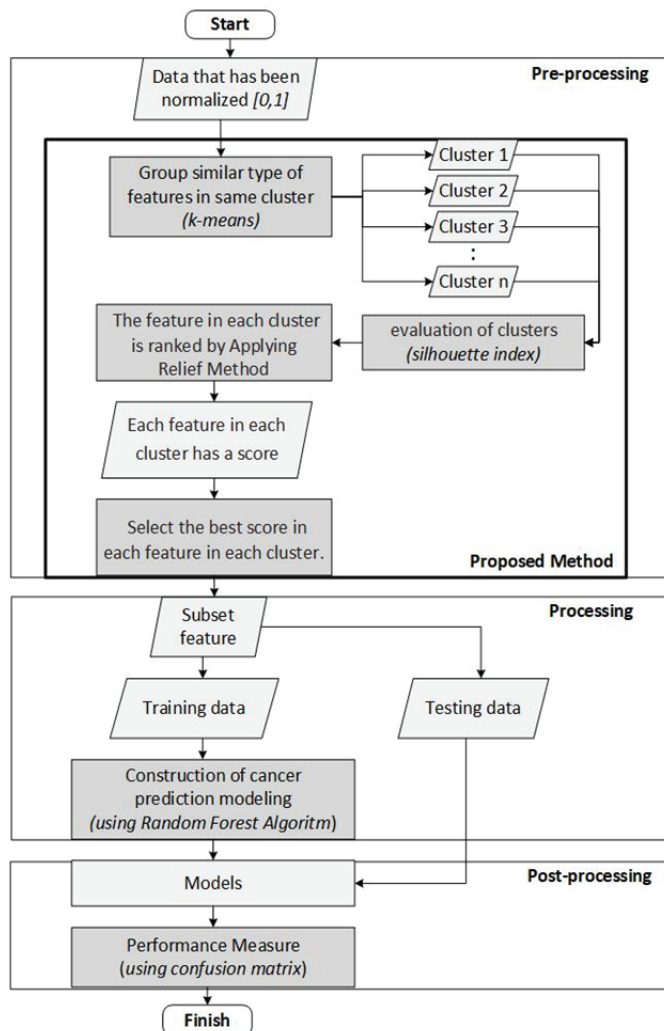 Start
Pre-processing
Data that has been
normalized [0,1]
Group similar type of
features in same cluster
(k-means)
Cluster 1
Cluster 2
Cluster 3
:
Cluster n
evaluation of clusters
(silhouette index)
The feature in each cluster
is ranked by Applying
Relief Method
Each feature in each
cluster has a score
Select the best score in
each feature in each cluster.
Proposed Method
Processing
Subset
feature
Training data
Testing data
Construction of cancer
prediction modeling
(using Random Forest Algoritm)
Post-processing
Models
Performance Measure
(using confusion matrix)
Finish